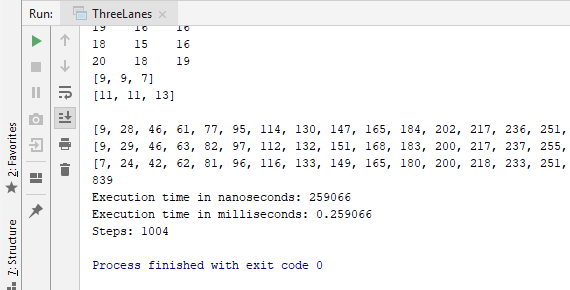 Run: ThreeLanes
19 16 16
18 15 16
20 18 19
[9, 9, 7]
[11, 11, 13]
[9, 28, 46, 61, 77, 95, 114, 130, 147, 165, 184, 202, 217, 236, 251,
[9, 29, 46, 63, 82, 97, 112, 132, 151, 168, 183, 200, 217, 237, 255,
[7, 24, 42, 62, 81, 96, 116, 133, 149, 165, 180, 200, 218, 233, 251,
839
Execution time in nanoseconds: 259066
Execution time in milliseconds: 0.259066
Steps: 1004
Process finished with exit code 0
2: Favorites
7: Structure